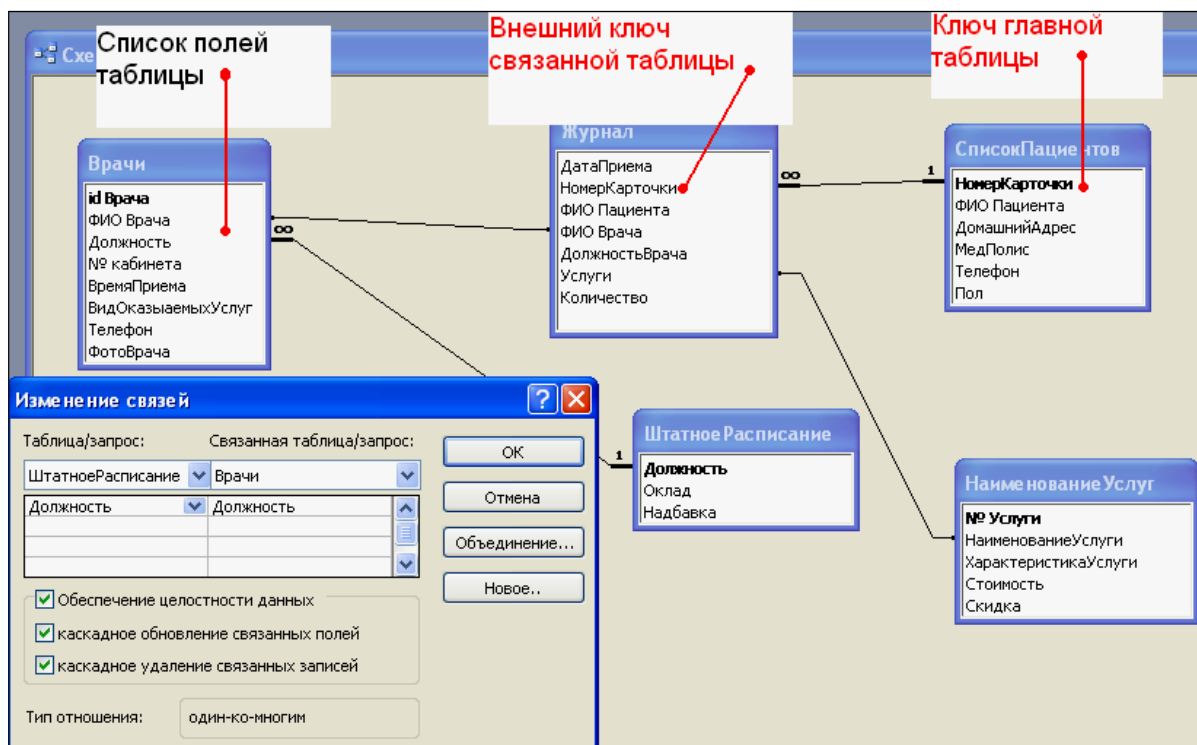 Список полей
таблицы
Внешний ключ
связанной таблицы
Ключ главной
таблицы
Схе
Врачи
id Врача
ФИО Врача
Должность
№ кабинета
ВремяПриема
ВидОказыаемыхУслуг
Телефон
ФотоВрача
Журнал
ДатаПриема
НомерКарточки
ФИО Пациента
ФИО Врача
ДолжностьВрача
Услуги
Количество
СписокПациентов
НомерКарточки
ФИО Пациента
ДомашнийАдрес
МедПолис
Телефон
Пол
∞
1
∞
1
ШтатноеРасписание
Должность
Оклад
Надбавка
НаименованиеУслуг
№ Услуги
НаименованиеУслуги
ХарактеристикаУслуги
Стоимость
Скидка
Изменение связей
Таблица/запрос: Связанная таблица/запрос:
ШтатноеРасписание Врачи
Должность Должность
ОК
Отмена
Объединение...
Новое..
Обеспечение целостности данных
каскадное обновление связанных полей
каскадное удаление связанных записей
Тип отношения: один-ко-многим